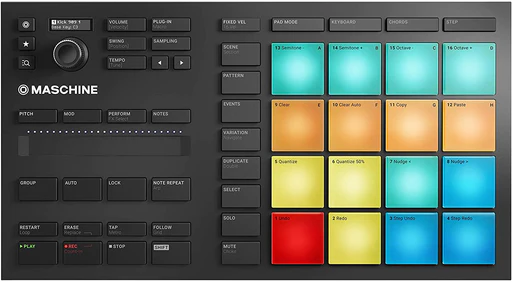 Kick 909 1
Base Key: C3
VOLUME
PLUG-IN
SWING
SAMPLING
TEMPO
MASCHINE
PITCH
MOD
PERFORM
NOTES
GROUP
AUTO
LOCK
NOTE REPEAT
RESTART
Loop
ERASE
TAP
Metro
FOLLOW
PLAY
REC
STOP
SHIFT
FIXED VEL
SCENE
PATTERN
EVENTS
VARIATION
DUPLICATE
SELECT
SOLO
MUTE
PAD MODE
KEYBOARD
CHORDS
STEP
13 Semitone - A
14 Semitone + B
15 Octave - C
16 Octave + D
9 Clear E
10 Clear Auto F
11 Copy G
12 Paste H
5 Quantize
6 Quantize 50%
7 Nudge <
8 Nudge >
1 Undo
2 Redo
3 Step Undo
4 Step Redo